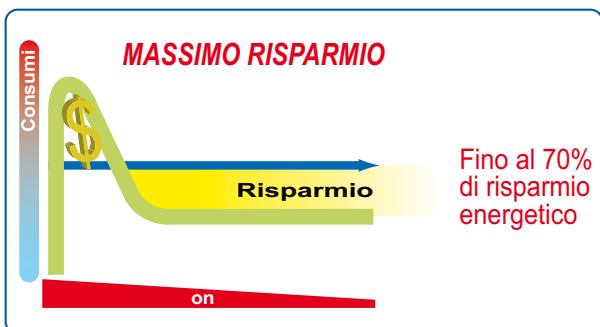 MASSIMO RISPARMIO
Consumi
$
Risparmio
Fino al 70%
di risparmio
energetico
on